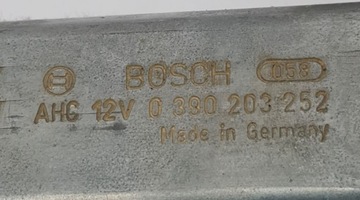 BOSCH 058
AHC 12V 0 390 203 252
Made in Germany